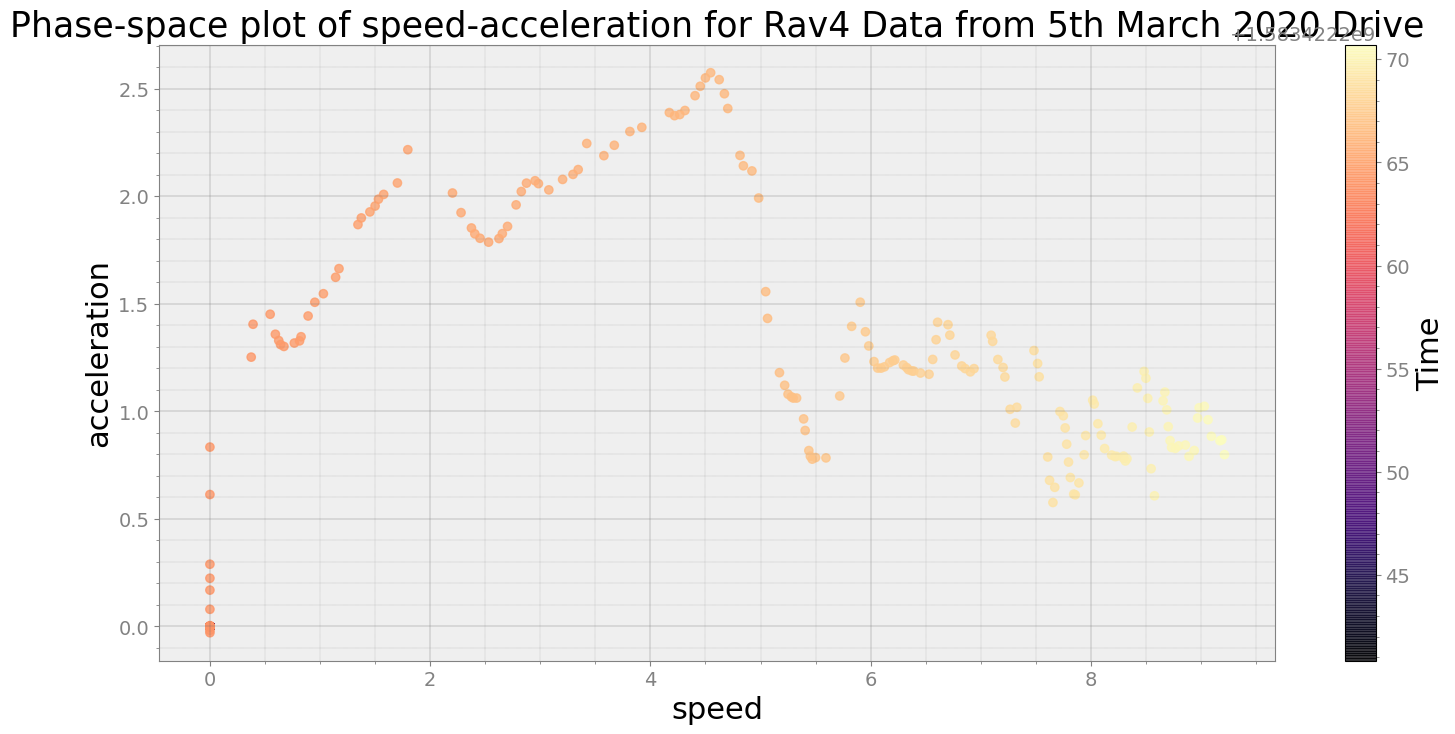 Phase-space plot of speed-acceleration for Rav4 Data from 5th March 2020 Drive
+1.5834222e9
2.5
2.0
1.5
1.0
0.5
0.0
acceleration
0 2 4 6 8
speed
70
65
60
55
50
45
Time